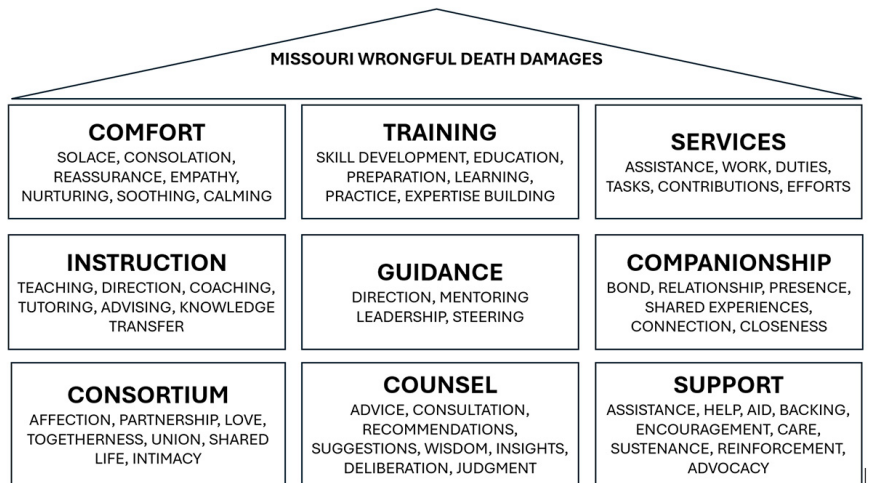 MISSOURI WRONGFUL DEATH DAMAGES
COMFORT
SOLACE, CONSOLATION,
REASSURANCE, EMPATHY,
NURTURING, SOOTHING, CALMING
TRAINING
SKILL DEVELOPMENT, EDUCATION,
PREPARATION, LEARNING,
PRACTICE, EXPERTISE BUILDING
SERVICES
ASSISTANCE, WORK, DUTIES,
TASKS, CONTRIBUTIONS, EFFORTS
INSTRUCTION
TEACHING, DIRECTION, COACHING,
TUTORING, ADVISING, KNOWLEDGE
TRANSFER
GUIDANCE
DIRECTION, MENTORING
LEADERSHIP, STEERING
COMPANIONSHIP
BOND, RELATIONSHIP, PRESENCE,
SHARED EXPERIENCES,
CONNECTION, CLOSENESS
CONSORTIUM
AFFECTION, PARTNERSHIP, LOVE,
TOGETHERNESS, UNION, SHARED
LIFE, INTIMACY
COUNSEL
ADVICE, CONSULTATION,
RECOMMENDATIONS,
SUGGESTIONS, WISDOM, INSIGHTS,
DELIBERATION, JUDGMENT
SUPPORT
ASSISTANCE, HELP, AID, BACKING,
ENCOURAGEMENT, CARE,
SUSTENANCE, REINFORCEMENT,
ADVOCACY